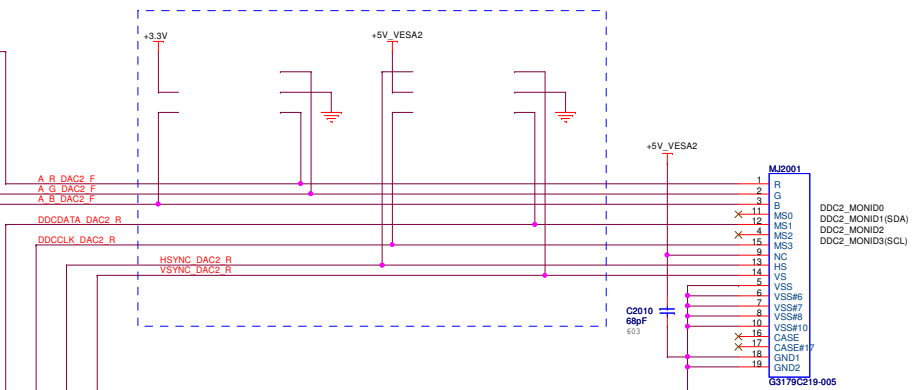 +3.3V
+5V_VESA2
+5V_VESA2
MJ2001
A_R_DAC2_F
1
R
A_G_DAC2_F
2
G
A_B_DAC2_F
3
B
DDC2_MONID0
11
MS0
DDCDATA_DAC2_R
12
MS1
DDC2_MONID1(SDA)
4
MS2
DDC2_MONID2
DDCCLK_DAC2_R
15
MS3
DDC2_MONID3(SCL)
9
NC
HSYNC_DAC2_R
13
HS
VSYNC_DAC2_R
14
VS
5
VSS
6
VSS#6
7
VSS#7
8
VSS#8
10
VSS#10
16
CASE
17
CASE#17
18
GND1
19
GND2
C2010
68pF
603
G3179C219-005